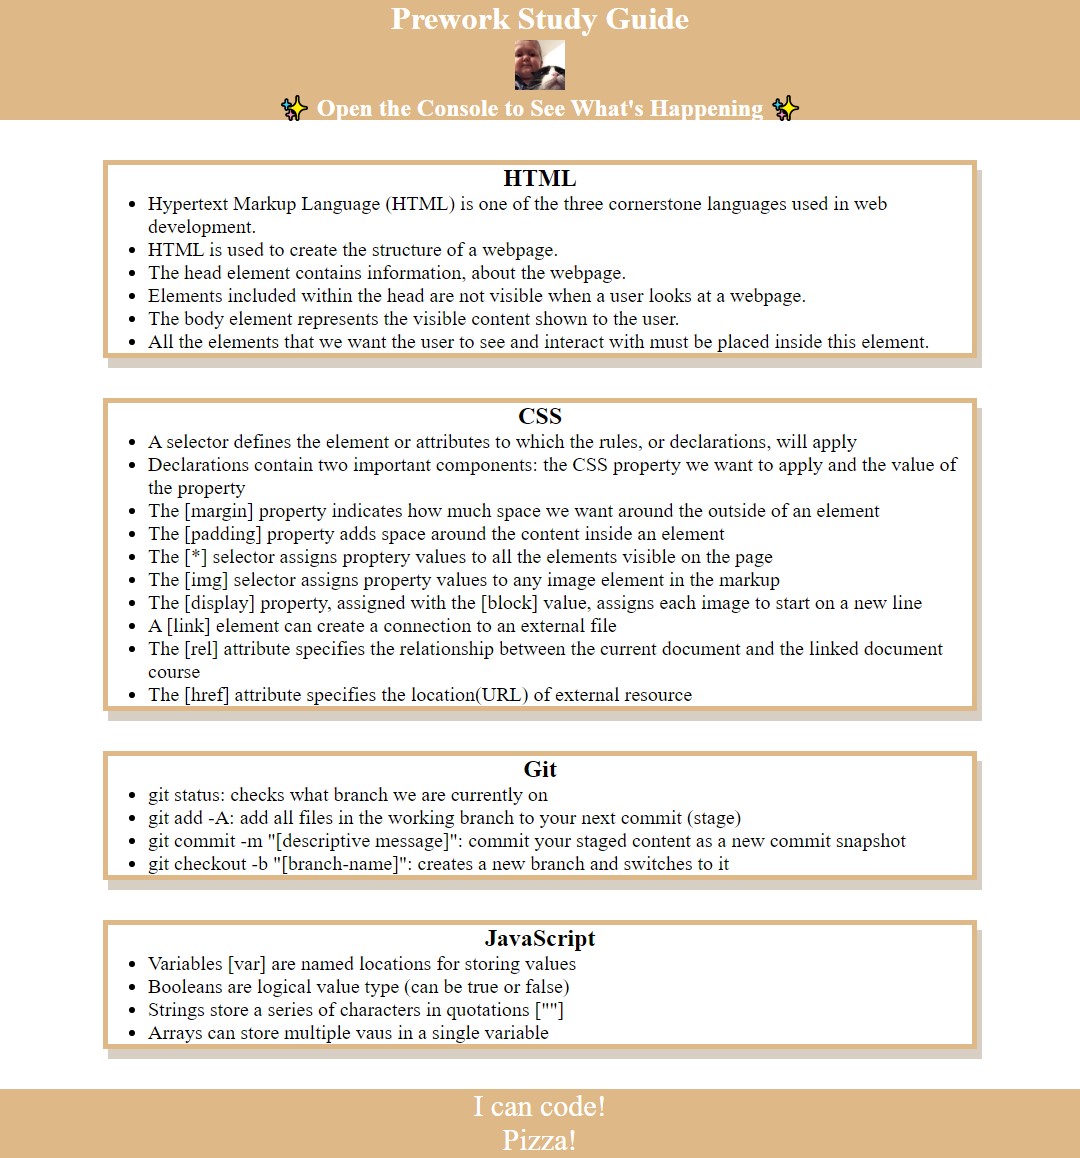 Prework Study Guide
✨ Open the Console to See What's Happening ✨
HTML
• Hypertext Markup Language (HTML) is one of the three cornerstone languages used in web
development.
• HTML is used to create the structure of a webpage.
• The head element contains information, about the webpage.
• Elements included within the head are not visible when a user looks at a webpage.
• The body element represents the visible content shown to the user.
• All the elements that we want the user to see and interact with must be placed inside this element.
CSS
• A selector defines the element or attributes to which the rules, or declarations, will apply
• Declarations contain two important components: the CSS property we want to apply and the value of
the property
• The [margin] property indicates how much space we want around the outside of an element
• The [padding] property adds space around the content inside an element
• The [*] selector assigns proptery values to all the elements visible on the page
• The [img] selector assigns property values to any image element in the markup
• The [display] property, assigned with the [block] value, assigns each image to start on a new line
• A [link] element can create a connection to an external file
• The [rel] attribute specifies the relationship between the current document and the linked document
course
• The [href] attribute specifies the location(URL) of external resource
Git
• git status: checks what branch we are currently on
• git add -A: add all files in the working branch to your next commit (stage)
• git commit -m "[descriptive message]": commit your staged content as a new commit snapshot
• git checkout -b "[branch-name]": creates a new branch and switches to it
JavaScript
• Variables [var] are named locations for storing values
• Booleans are logical value type (can be true or false)
• Strings store a series of characters in quotations [""]
• Arrays can store multiple vaus in a single variable
I can code!
Pizza!